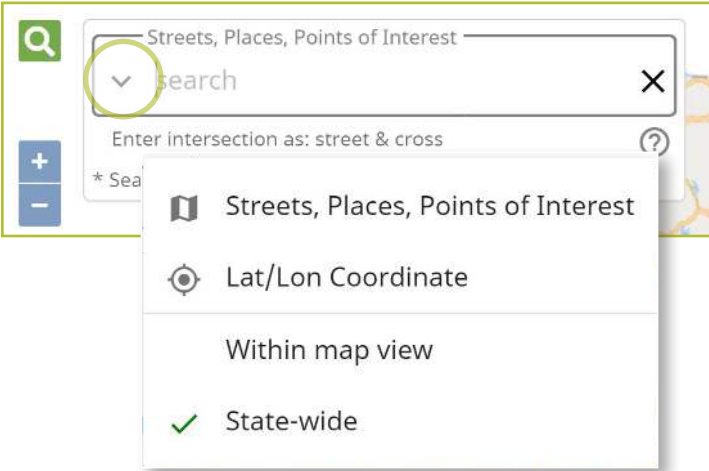 Streets, Places, Points of Interest
search
Enter intersection as: street & cross
* Sea
Streets, Places, Points of Interest
Lat/Lon Coordinate
Within map view
State-wide